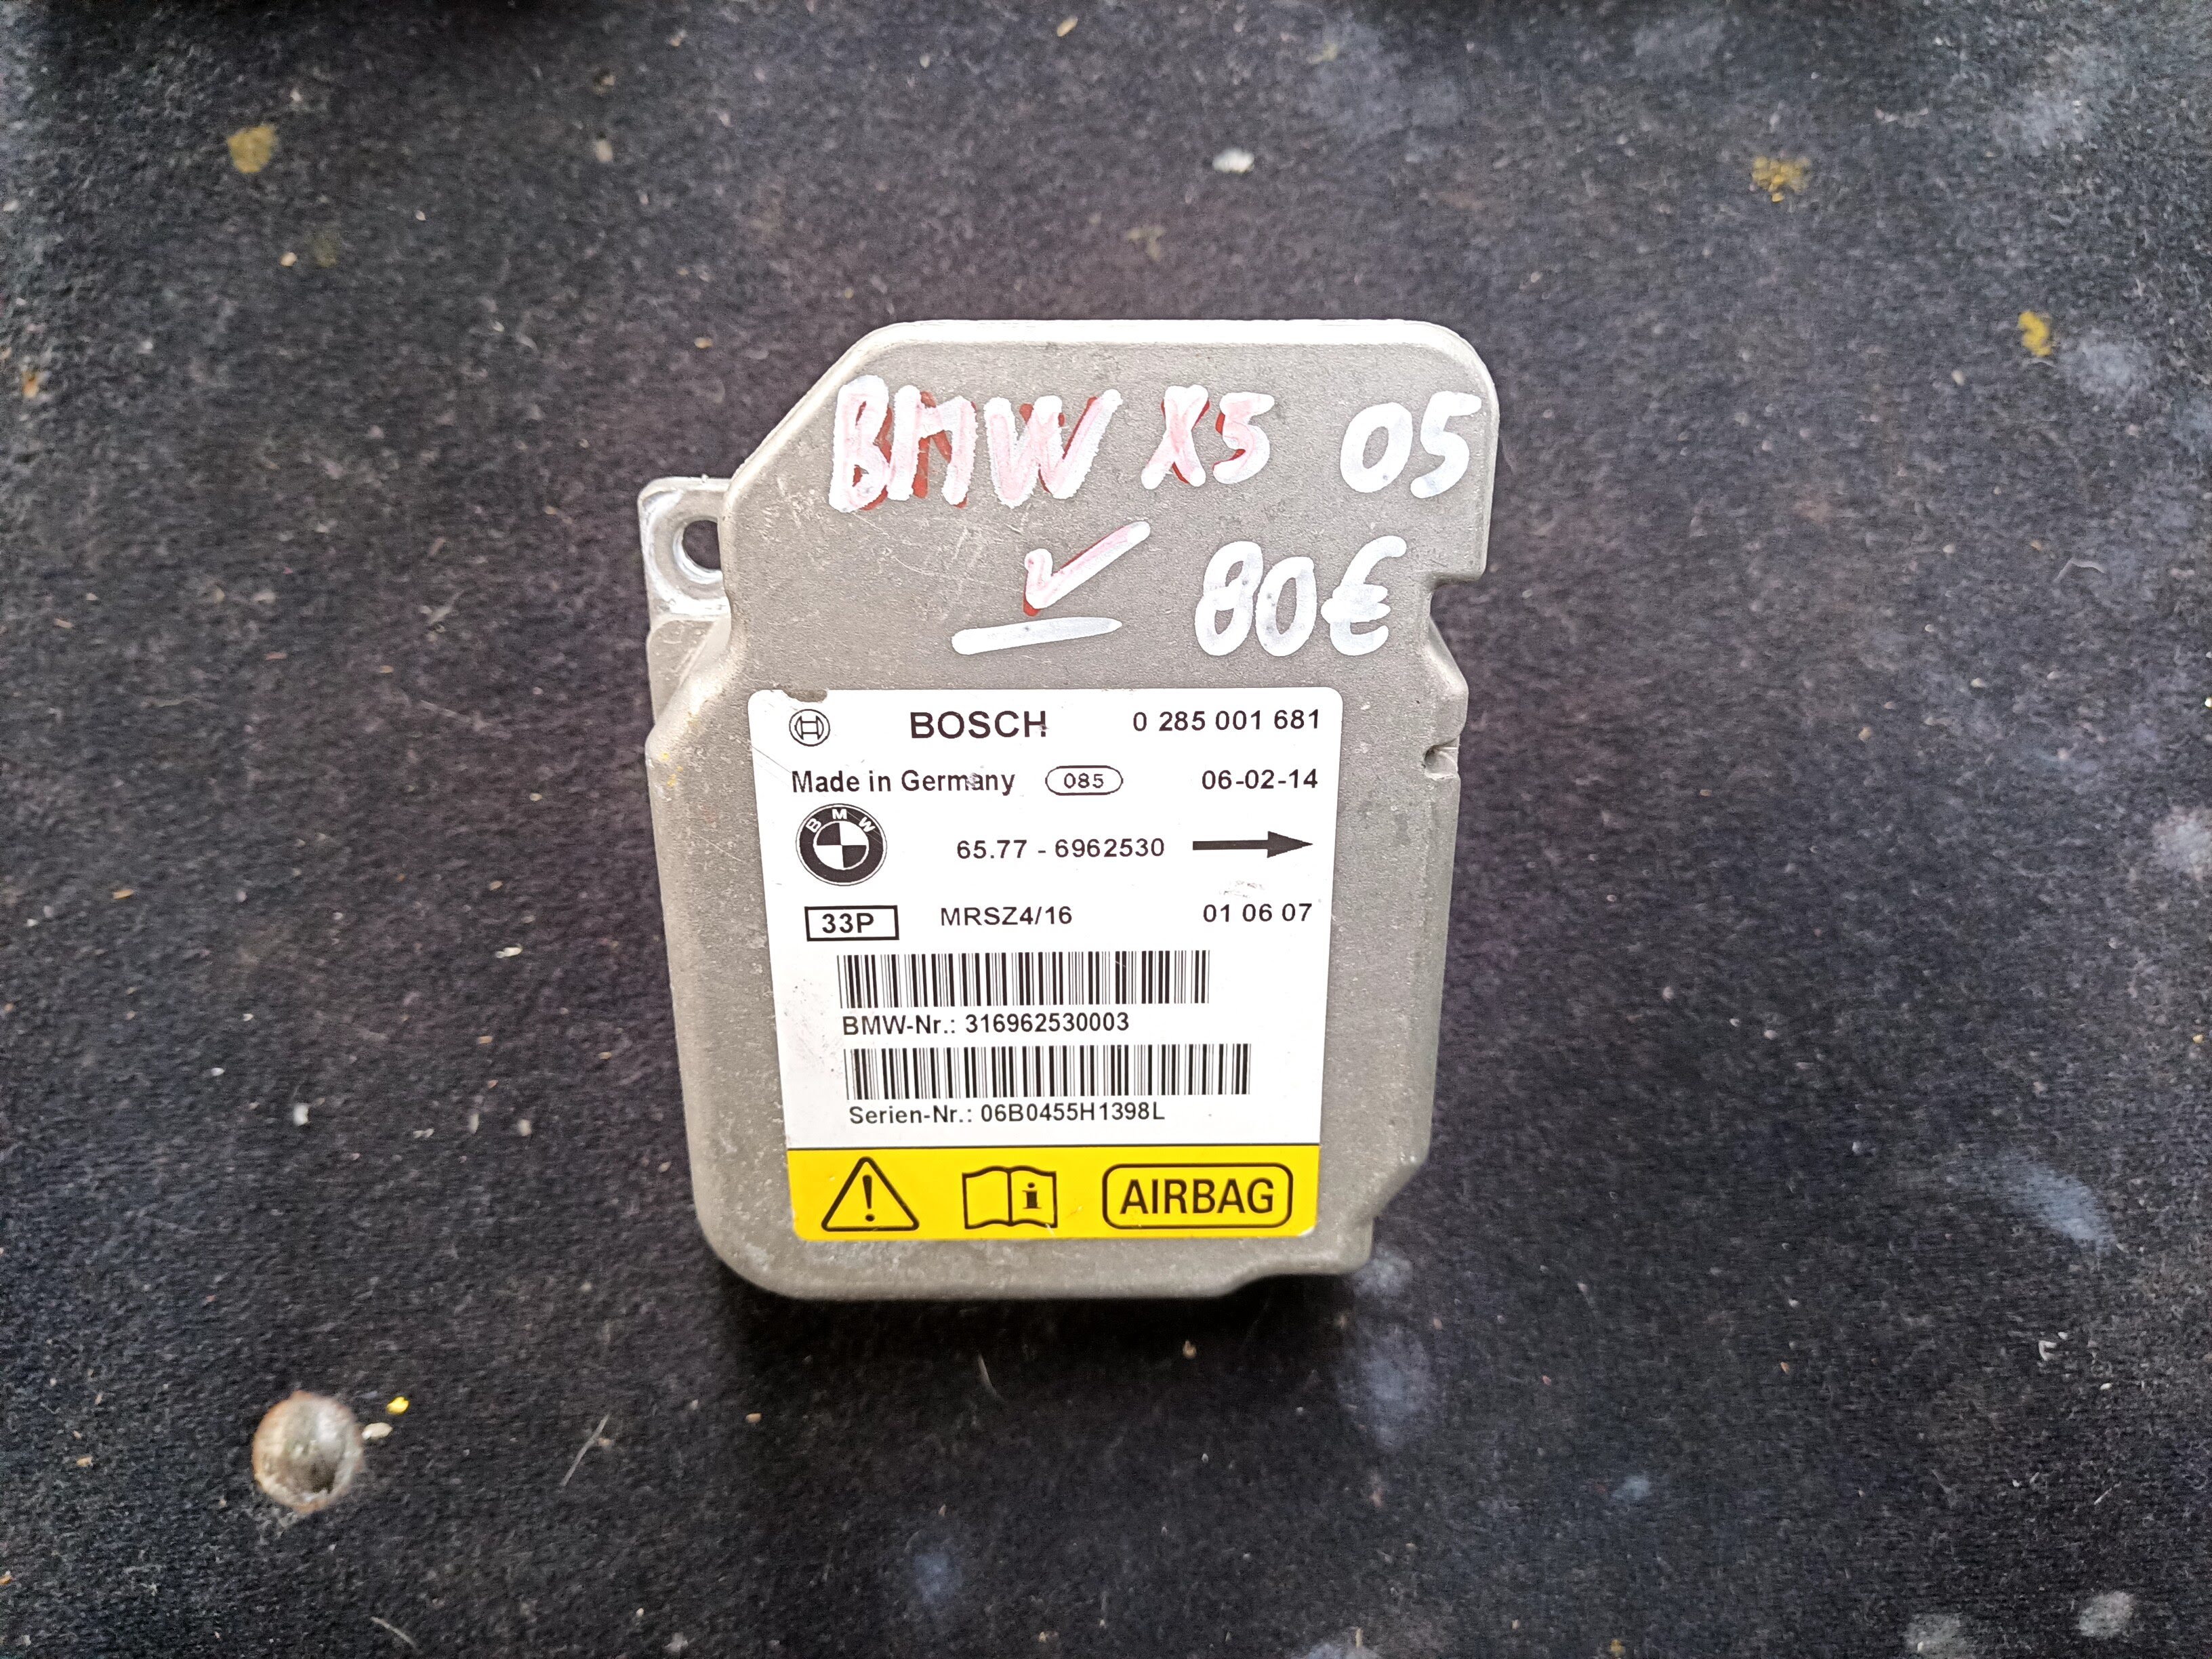 BMW X5 05
✓ 80€
BOSCH 0 285 001 681
Made in Germany 085 06-02-14
BMW
65.77 - 6962530
33P MRSZ4/16 01 06 07
BMW-Nr.: 316962530003
Serien-Nr.: 06B0455H1398L
AIRBAG